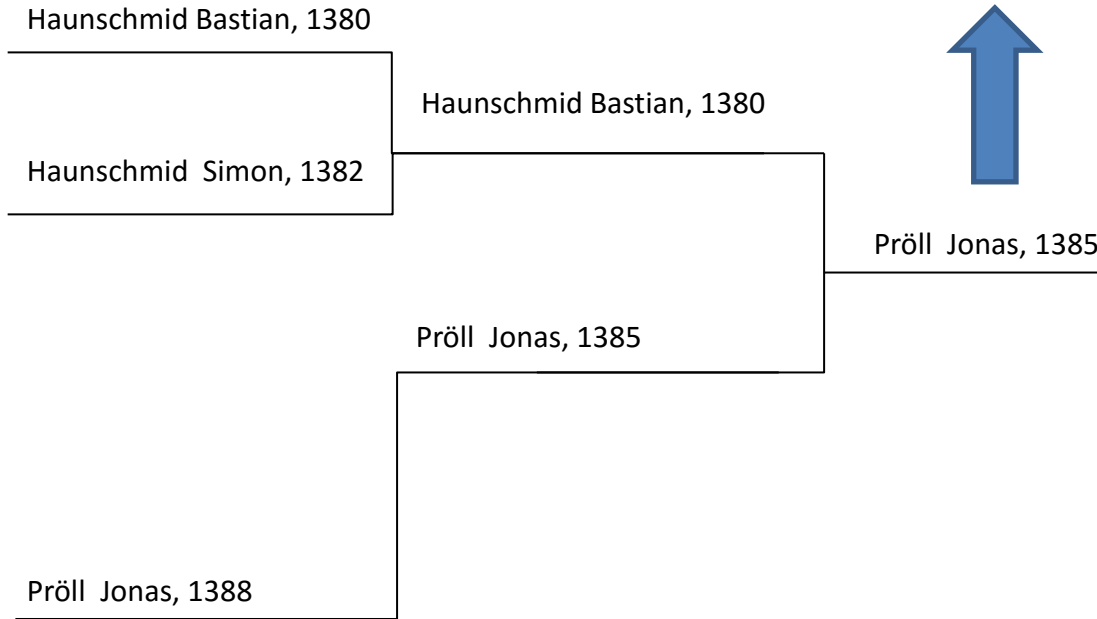 Haunschmid Bastian, 1380
Haunschmid Bastian, 1380
Haunschmid  Simon, 1382
Pröll  Jonas, 1385
Pröll  Jonas, 1385
Pröll  Jonas, 1388